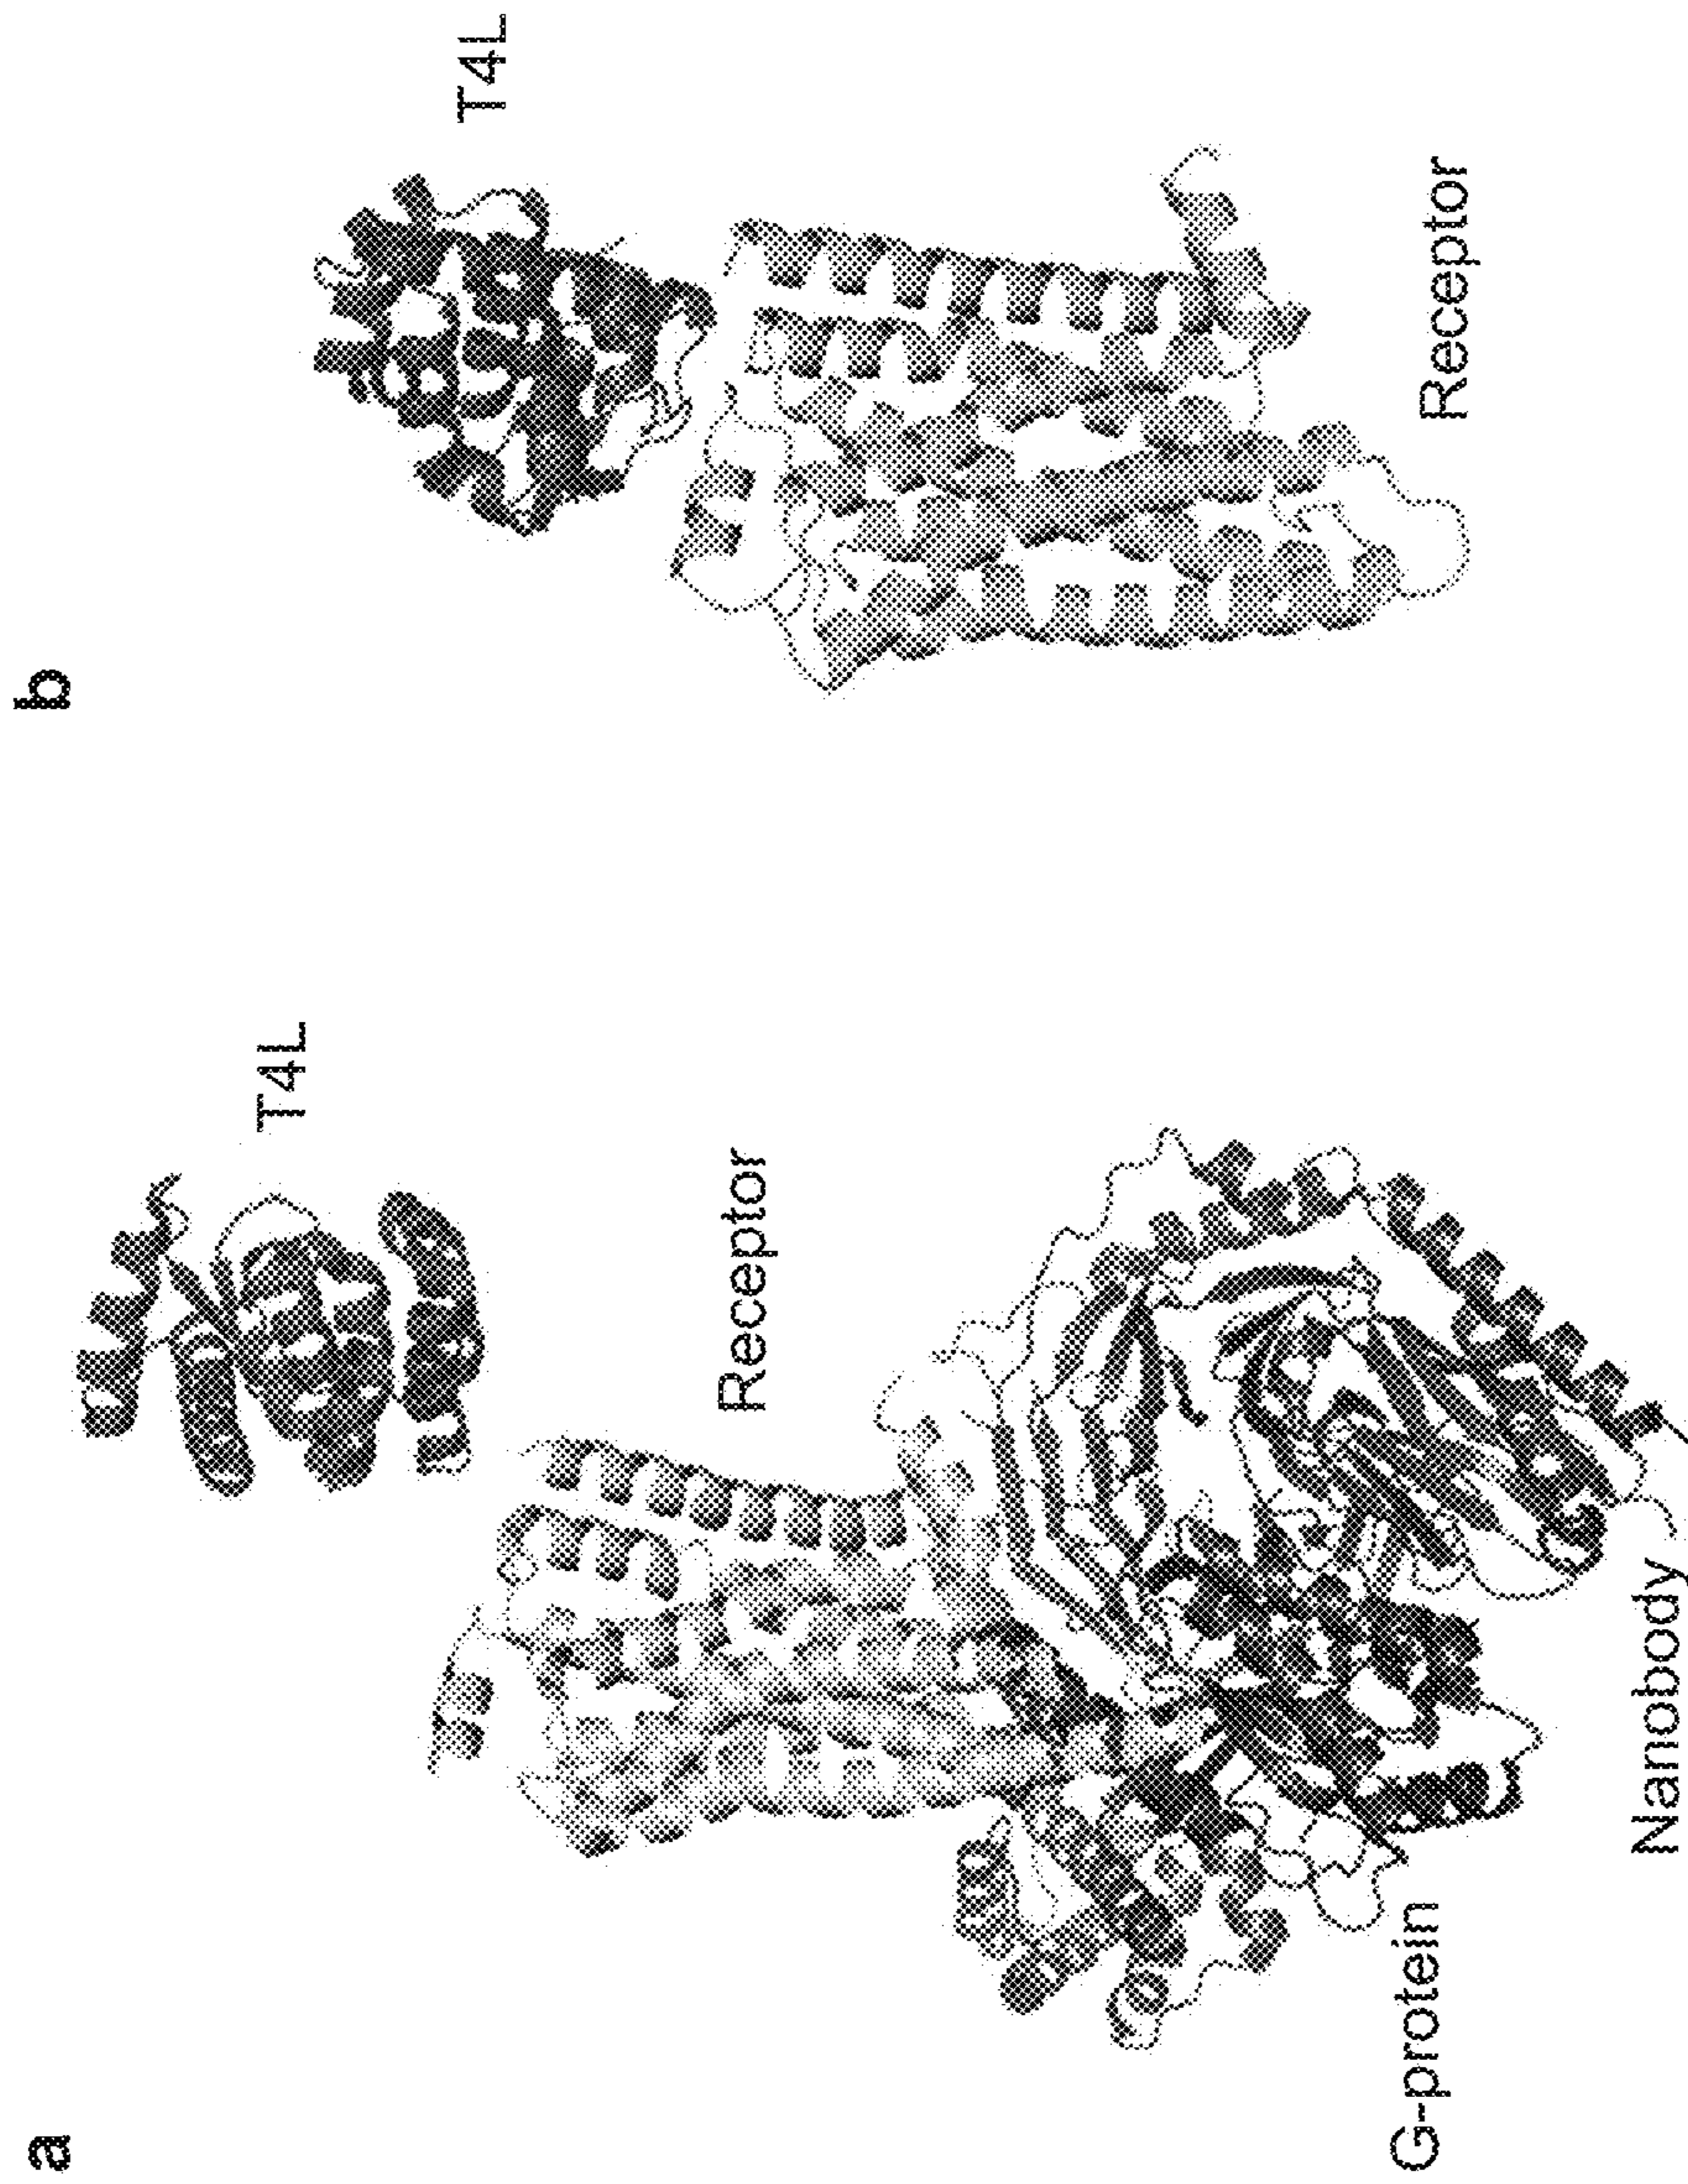 a
T4L
Receptor
G-protein
Nanobody
b
T4L
Receptor